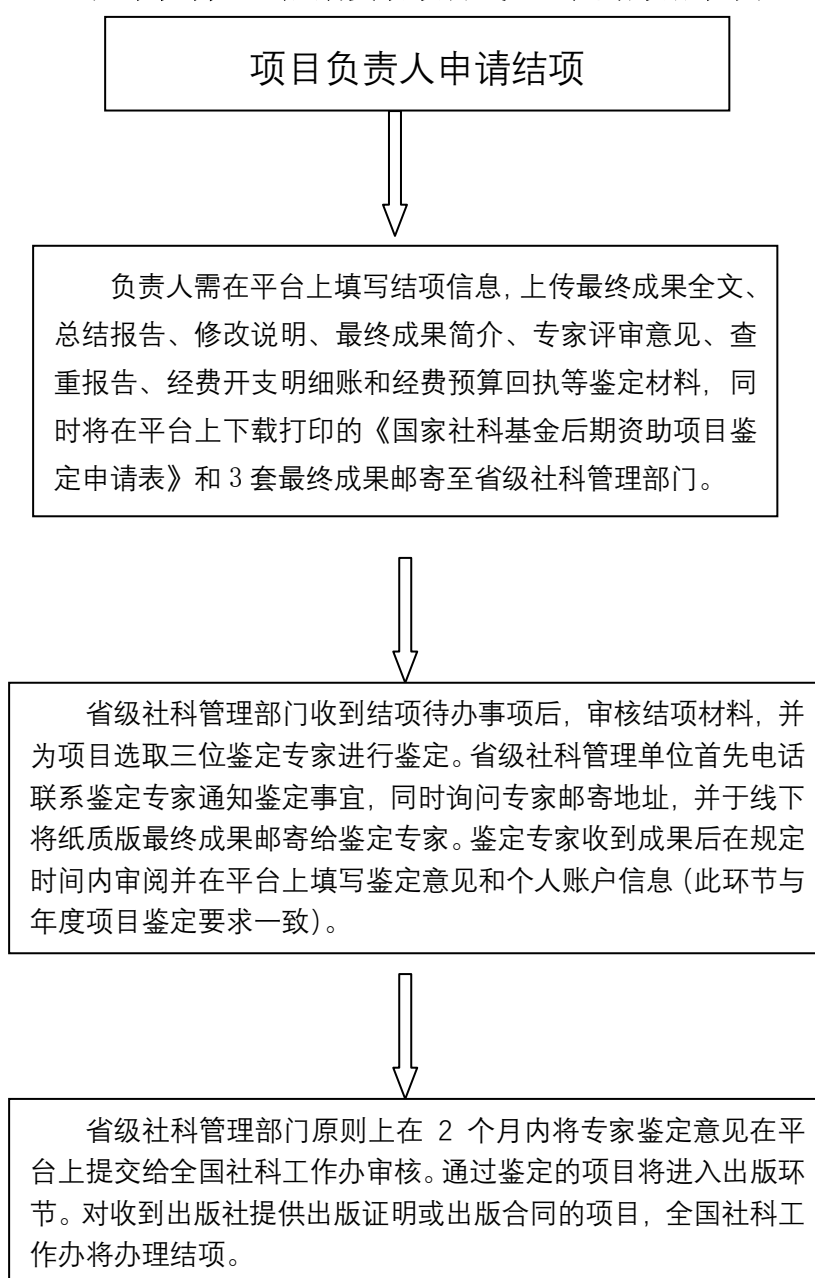 项目负责人申请结项
负责人需在平台上填写结项信息,上传最终成果全文、
总结报告、修改说明、最终成果简介、专家评审意见、查
重报告、经费开支明细账和经费预算回执等鉴定材料,同
时将在平台上下载打印的《国家社科基金后期资助项目鉴
定申请表》和3套最终成果邮寄至省级社科管理部门。
省级社科管理部门收到结项待办事项后,审核结项材料,并
为项目选取三位鉴定专家进行鉴定。省级社科管理单位首先电话
联系鉴定专家通知鉴定事宜,同时询问专家邮寄地址,并于线下
将纸质版最终成果邮寄给鉴定专家。鉴定专家收到成果后在规定
时间内审阅并在平台上填写鉴定意见和个人账户信息(此环节与
年度项目鉴定要求一致)。
省级社科管理部门原则上在 2 个月内将专家鉴定意见在平
台上提交给全国社科工作办审核。通过鉴定的项目将进入出版环
节。对收到出版社提供出版证明或出版合同的项目,全国社科工
作办将办理结项。